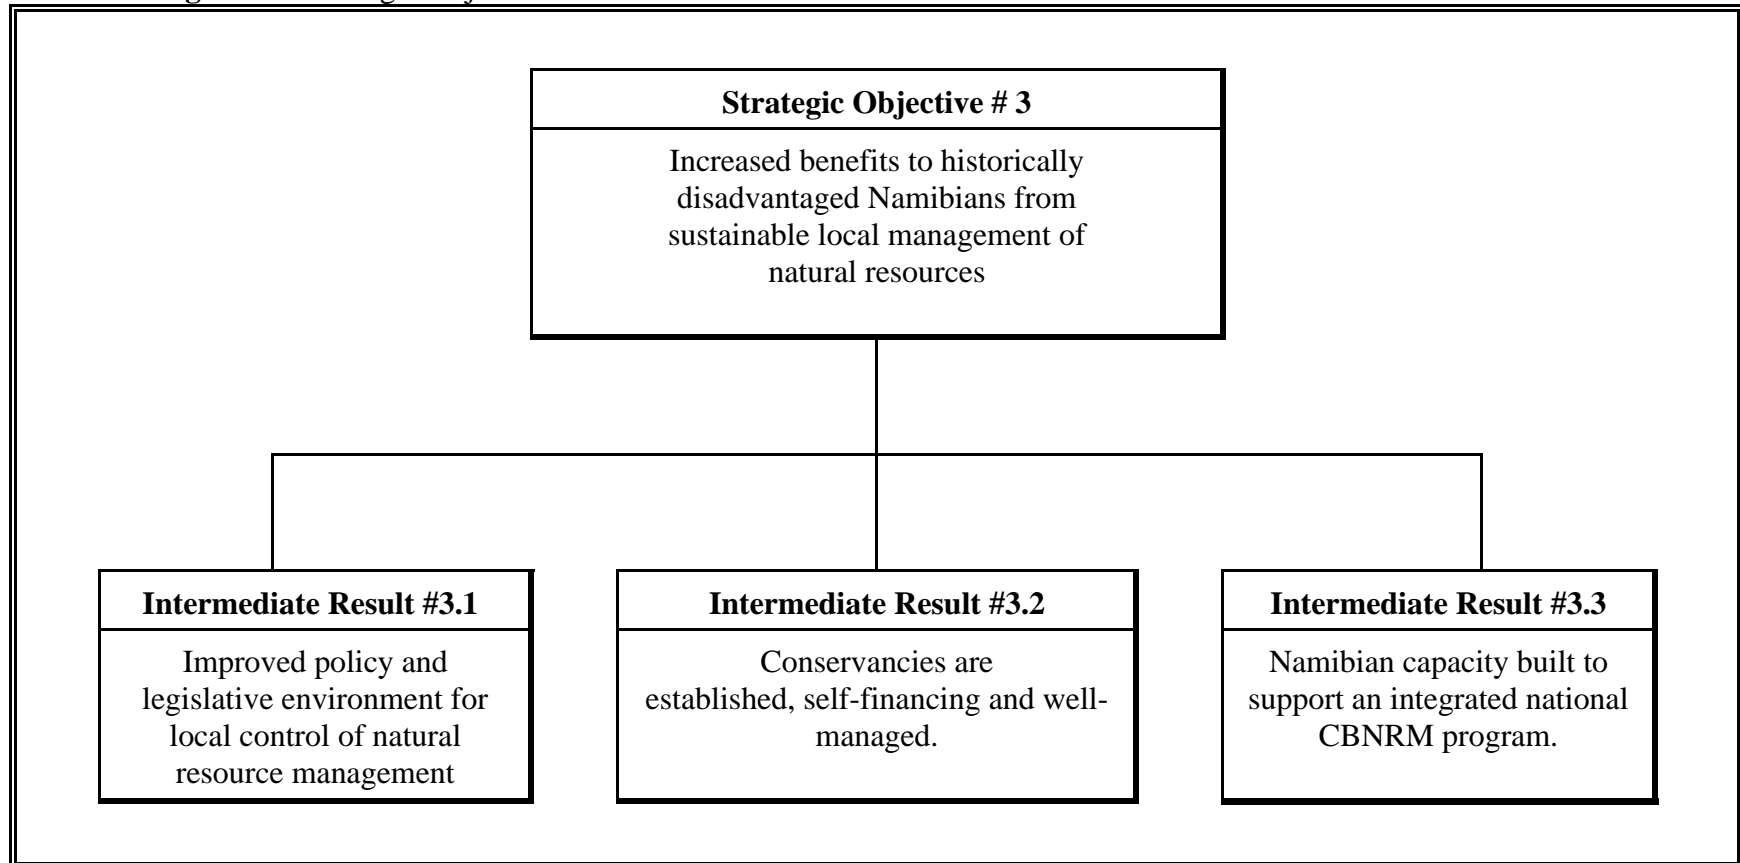 Strategic Objective # 3
Increased benefits to historically
disadvantaged Namibians from
sustainable local management of
natural resources
Intermediate Result #3.1
Improved policy and
legislative environment for
local control of natural
resource management
Intermediate Result #3.2
Conservancies are
established, self-financing and well-
managed.
Intermediate Result #3.3
Namibian capacity built to
support an integrated national
CBNRM program.